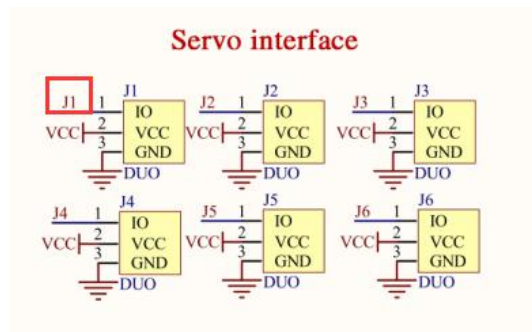 Servo interface
J1 J2 J3
J1 1 IO J2 1 IO J3 1 IO
VCC 2 VCC VCC 2 VCC VCC 2 VCC
3 GND 3 GND 3 GND
DUO DUO DUO
J4 J5 J6
J4 1 IO J5 1 IO J6 1 IO
VCC 2 VCC VCC 2 VCC VCC 2 VCC
3 GND 3 GND 3 GND
DUO DUO DUO